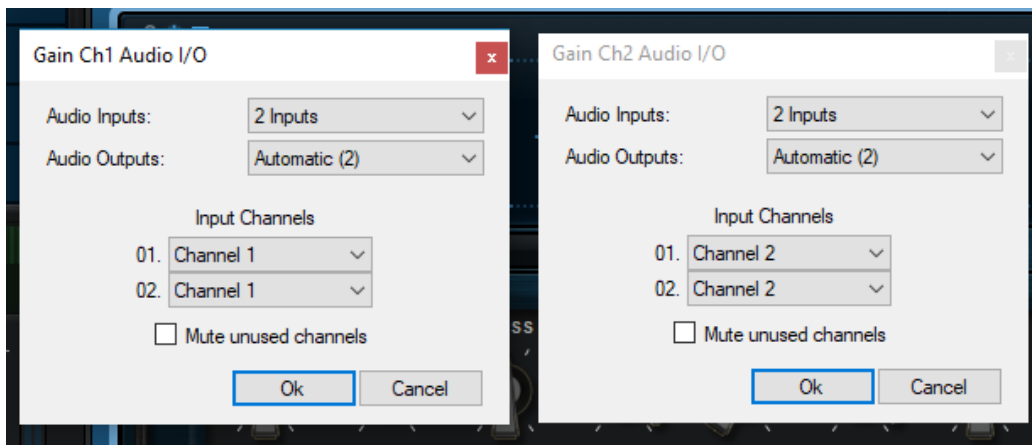 Gain Ch1 Audio I/O
x
Audio Inputs: 2 Inputs
Audio Outputs: Automatic (2)
Input Channels
01. Channel 1
02. Channel 1
Mute unused channels
Ok Cancel
Gain Ch2 Audio I/O
x
Audio Inputs: 2 Inputs
Audio Outputs: Automatic (2)
Input Channels
01. Channel 2
02. Channel 2
Mute unused channels
Ok Cancel
SS